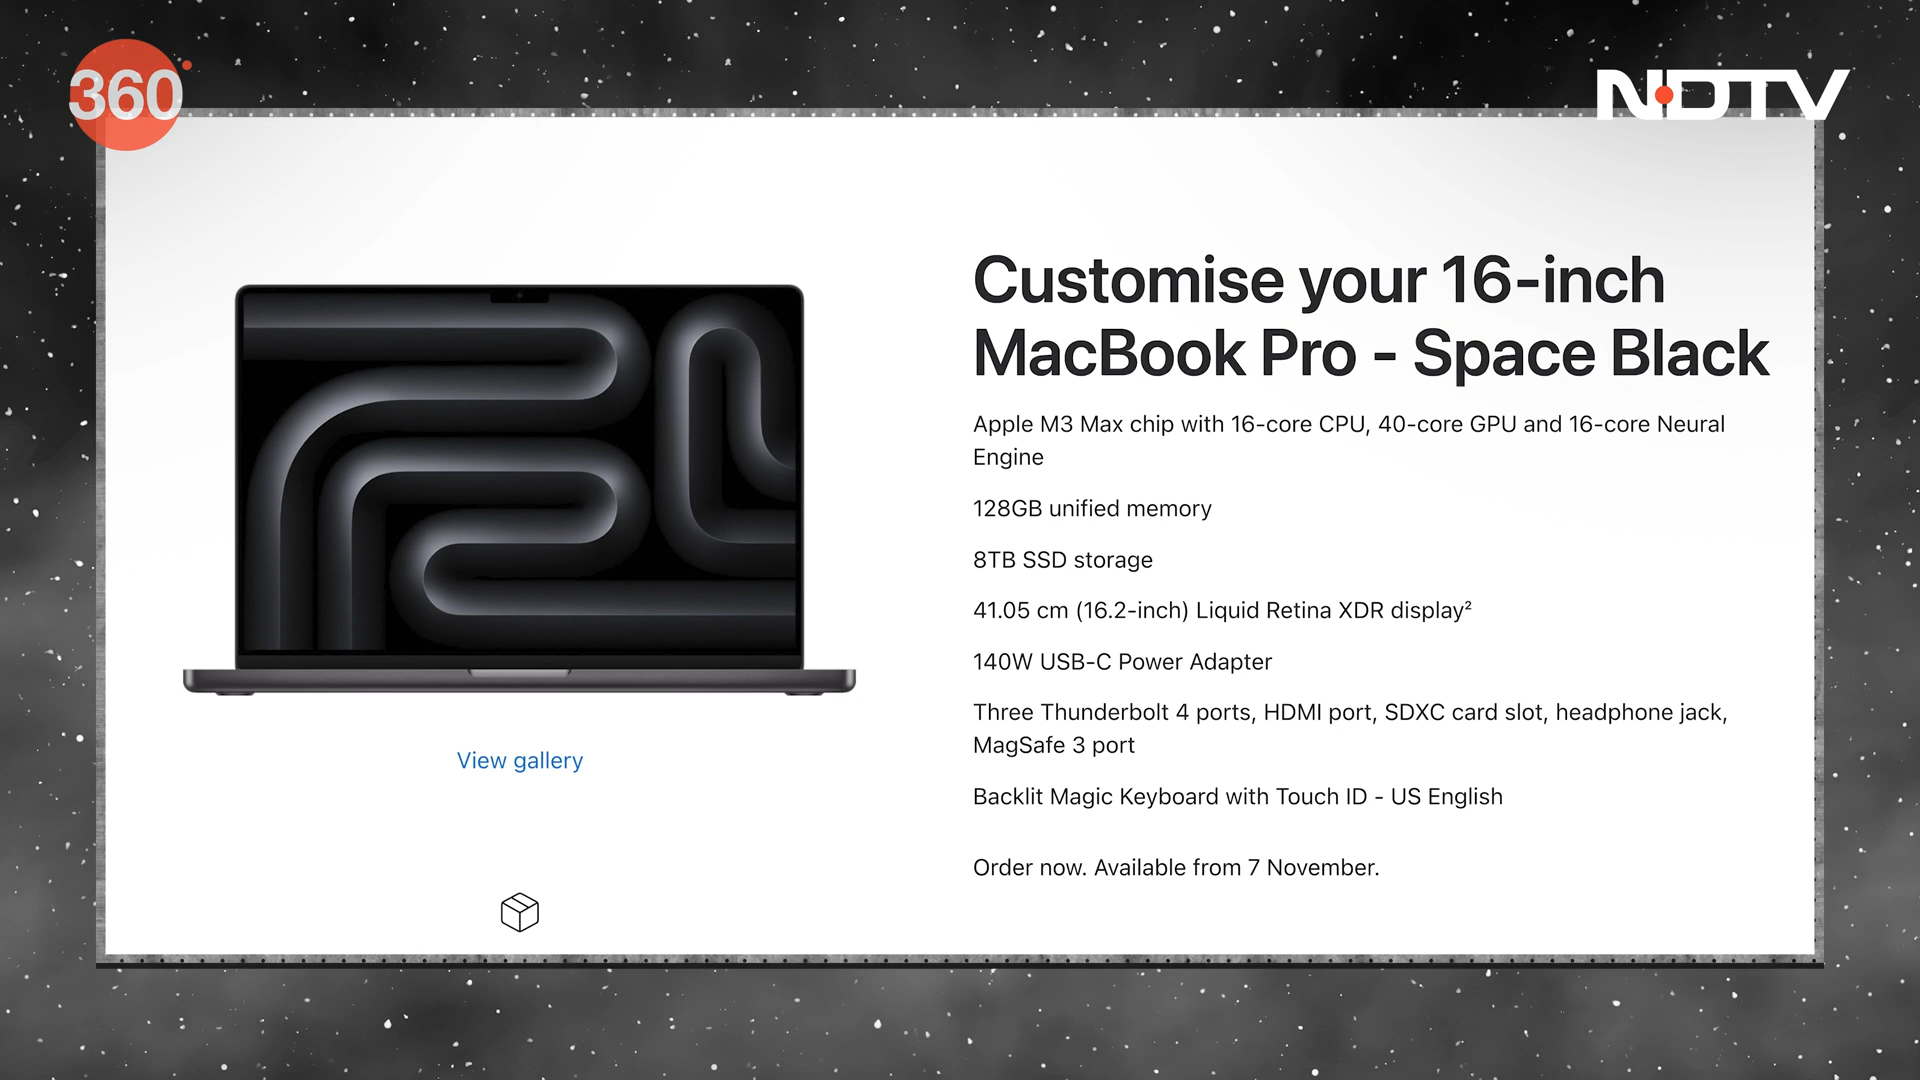 360
NDTV
Customise your 16-inch
MacBook Pro - Space Black
Apple M3 Max chip with 16-core CPU, 40-core GPU and 16-core Neural
Engine
128GB unified memory
8TB SSD storage
41.05 cm (16.2-inch) Liquid Retina XDR display²
140W USB-C Power Adapter
Three Thunderbolt 4 ports, HDMI port, SDXC card slot, headphone jack,
MagSafe 3 port
Backlit Magic Keyboard with Touch ID - US English
Order now. Available from 7 November.
View gallery